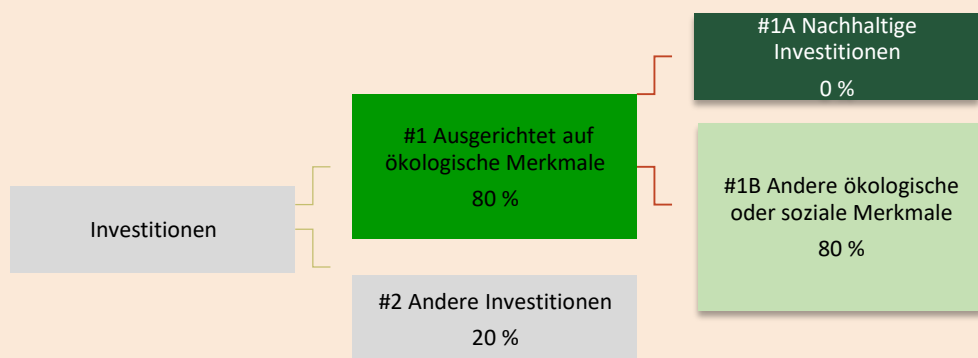 Investitionen
#1 Ausgerichtet auf
ökologische Merkmale
80 %
#2 Andere Investitionen
20 %
#1A Nachhaltige
Investitionen
0 %
#1B Andere ökologische
oder soziale Merkmale
80 %